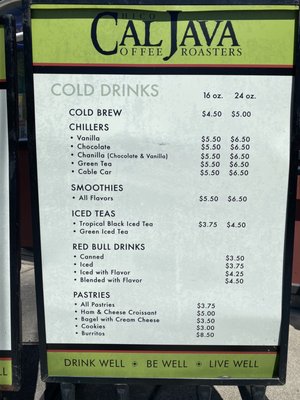 CHICO
CAL JAVA
COFFEE ROASTERS
COLD DRINKS 16 oz. 24 oz.
COLD BREW $4.50 $5.00
CHILLERS
• Vanilla $5.50 $6.50
• Chocolate $5.50 $6.50
• Chanilla (Chocolate & Vanilla) $5.50 $6.50
• Green Tea $5.50 $6.50
• Cable Car $5.50 $6.50
SMOOTHIES
• All Flavors $5.50 $6.50
ICED TEAS
• Tropical Black Iced Tea $3.75 $4.50
• Green Iced Tea
RED BULL DRINKS
• Canned $3.50
• Iced $3.75
• Iced with Flavor $4.25
• Blended with Flavor $4.50
PASTRIES
• All Pastries $3.75
• Ham & Cheese Croissant $5.00
• Bagel with Cream Cheese $3.50
• Cookies $3.00
• Burritos $8.50
DRINK WELL • BE WELL • LIVE WELL